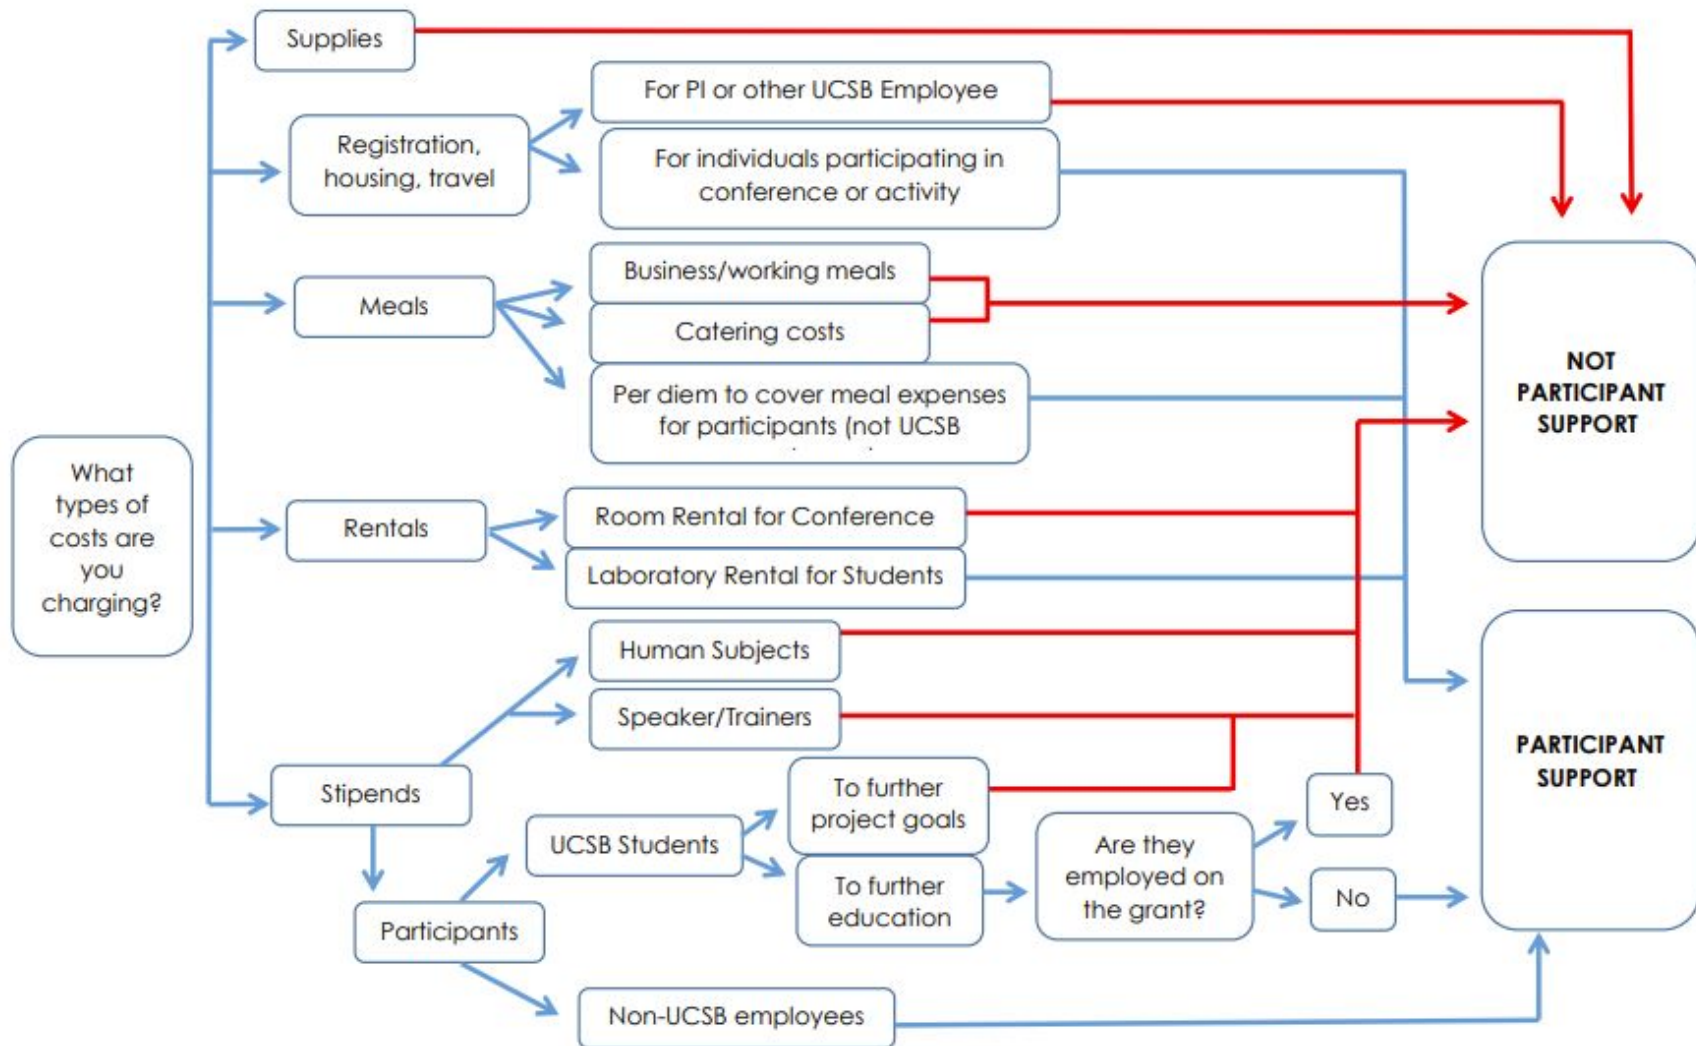 Supplies
For PI or other UCSB Employee
Registration,
housing, travel
For individuals participating in
conference or activity
Business/working meals
Meals
Catering costs
Per diem to cover meal expenses
for participants (not UCSB
NOT
PARTICIPANT
SUPPORT
What
types of
costs are
you
charging?
Rentals
Room Rental for Conference
Laboratory Rental for Students
Human Subjects
Speaker/Trainers
Stipends
To further
project goals
Yes
PARTICIPANT
SUPPORT
UCSB Students
Are they
employed on
the grant?
To further
education
No
Participants
Non-UCSB employees